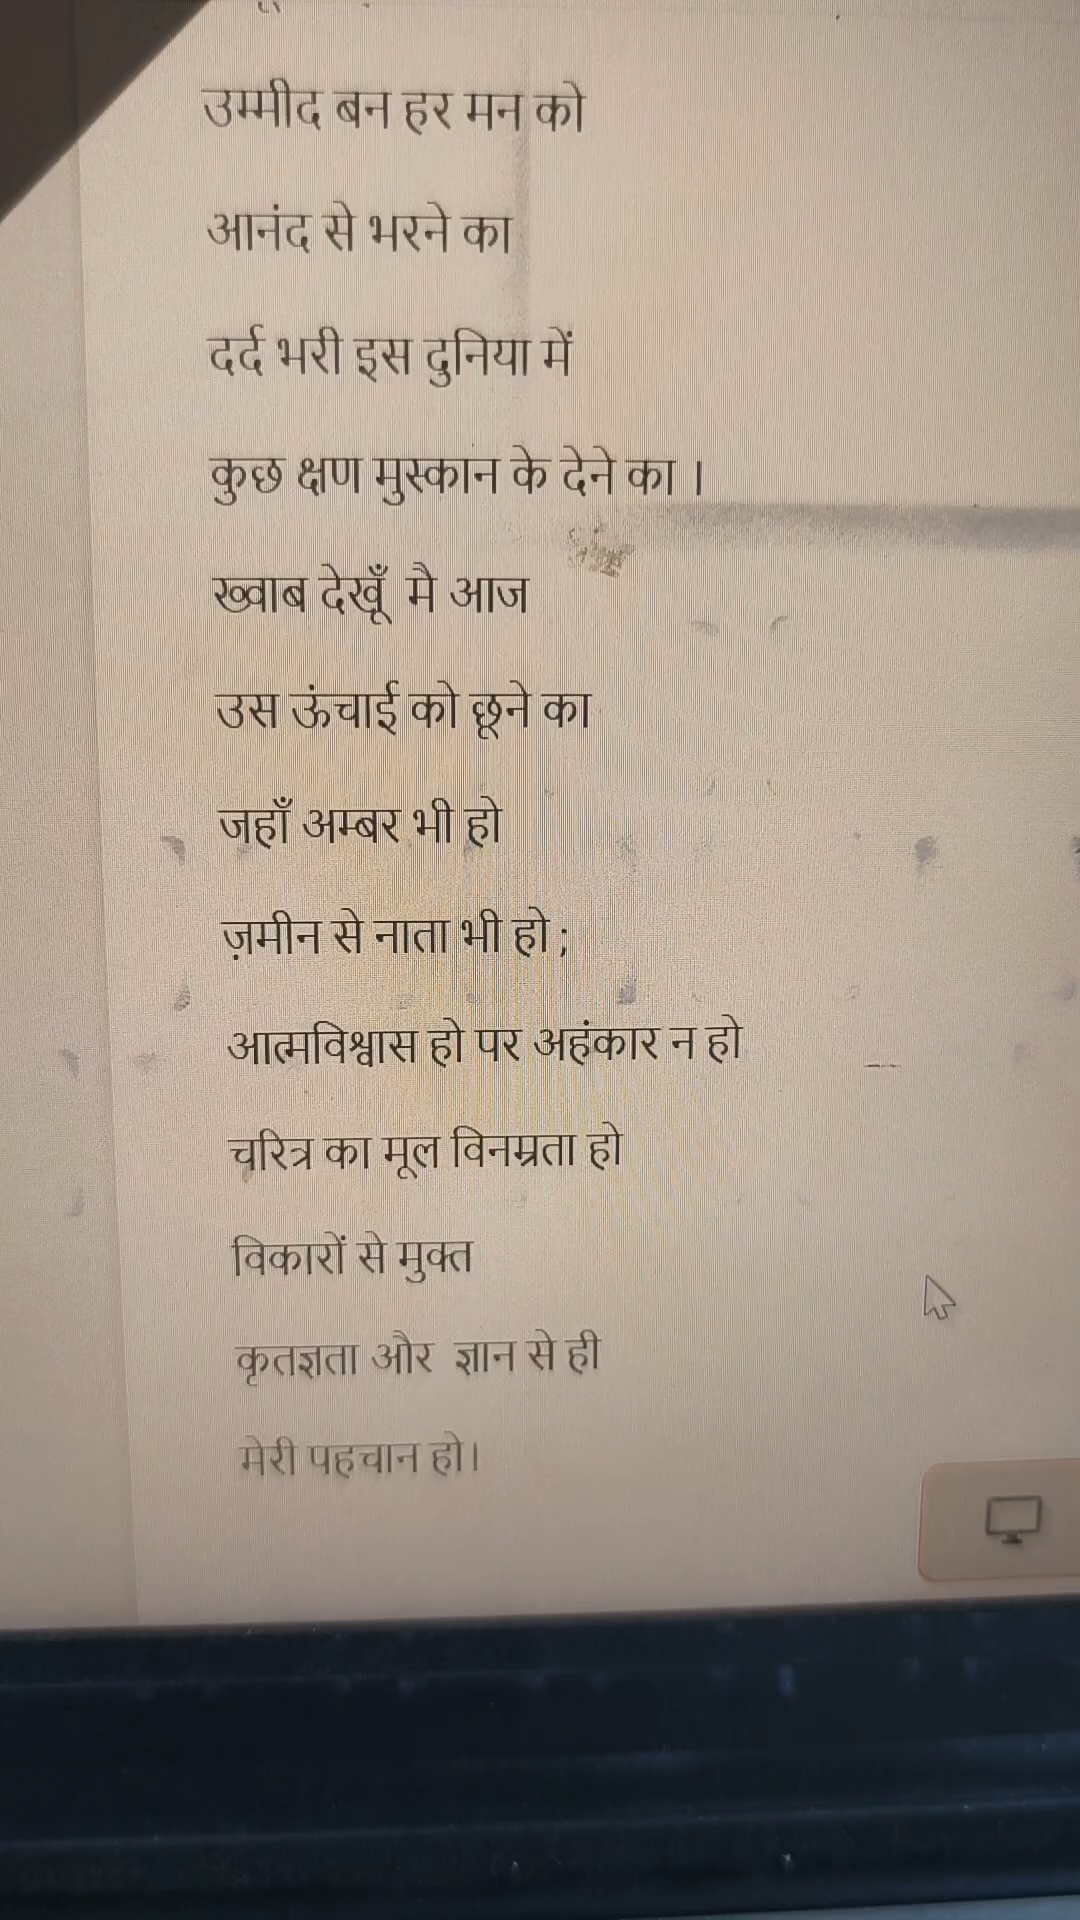 उम्मीद बन हर मन को
आनंद से भरने का
दर्द भरी इस दुनिया में
कुछ क्षण मुस्कान के देने का ।
ख्वाब देखूँ मै आज
उस ऊंचाई को छूने का
जहाँ अम्बर भी हो
ज़मीन से नाता भी हो ;
आत्मविश्वास हो पर अहंकार न हो
चरित्र का मूल विनम्रता हो
विकारों से मुक्त
कृतज्ञता और ज्ञान से ही
मेरी पहचान हो।